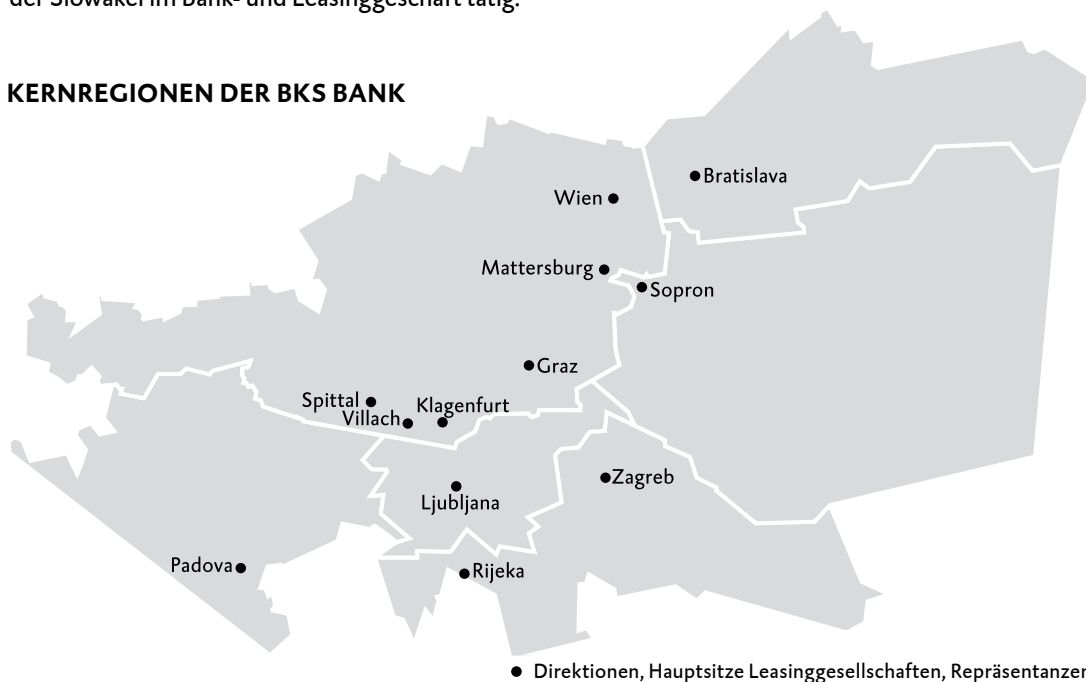 der Slowakei im Bank- und Leasinggeschäft tätig.
KERNREGIONEN DER BKS BANK
Bratislava
Wien
Mattersburg
Sopron
Graz
Spittal
Klagenfurt
Villach
Zagreb
Ljubljana
Padova
Rijeka
Direktionen, Hauptsitze Leasinggesellschaften, Repräsentanzen